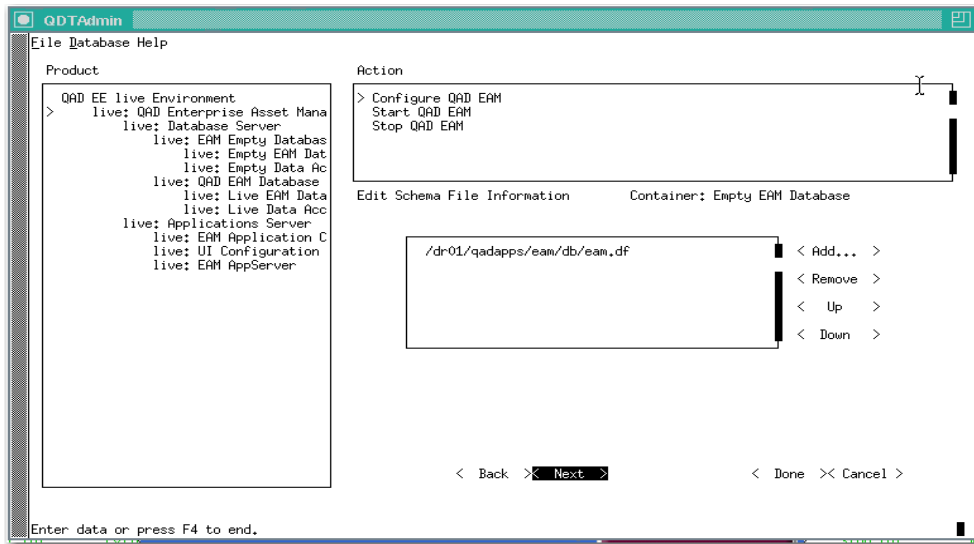 QDTAdmin
File Database Help
Product
QAD EE live Environment
> live: QAD Enterprise Asset Mana
live: Database Server
live: EAM Empty Databas
live: Empty EAM Dat
live: Empty Data Ac
live: QAD EAM Database
live: Live EAM Data
live: Live Data Acc
live: Applications Server
live: EAM Application C
live: UI Configuration
live: EAM AppServer
Action
> Configure QAD EAM
Start QAD EAM
Stop QAD EAM
Edit Schema File Information Container: Empty EAM Database
/dr01/qadapps/eam/db/eam.df
< Add... >
< Remove >
< Up >
< Down >
< Back >< Next > < Done >< Cancel >
Enter data or press F4 to end.